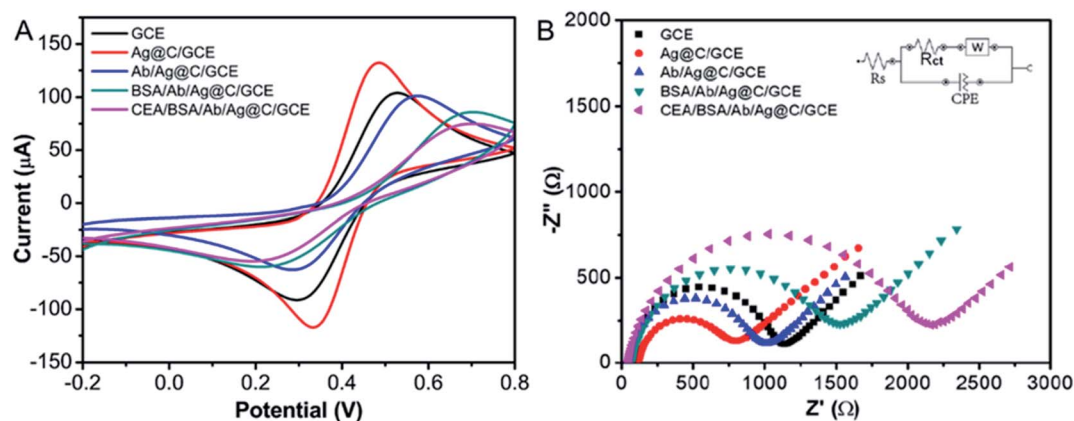 A
GCE
Ag@C/GCE
Ab/Ag@C/GCE
BSA/Ab/Ag@C/GCE
CEA/BSA/Ab/Ag@C/GCE
Current (μA)
150
100
50
0
-50
-100
-150
-0.2 0.0 0.2 0.4 0.6 0.8
Potential (V)
B
GCE
Ag@C/GCE
Ab/Ag@C/GCE
BSA/Ab/Ag@C/GCE
CEA/BSA/Ab/Ag@C/GCE
Rs
Rct
W
CPE
-Z'' (Ω)
-2000
1500
1000
500
0
0 500 1000 1500 2000 2500 3000
Z' (Ω)